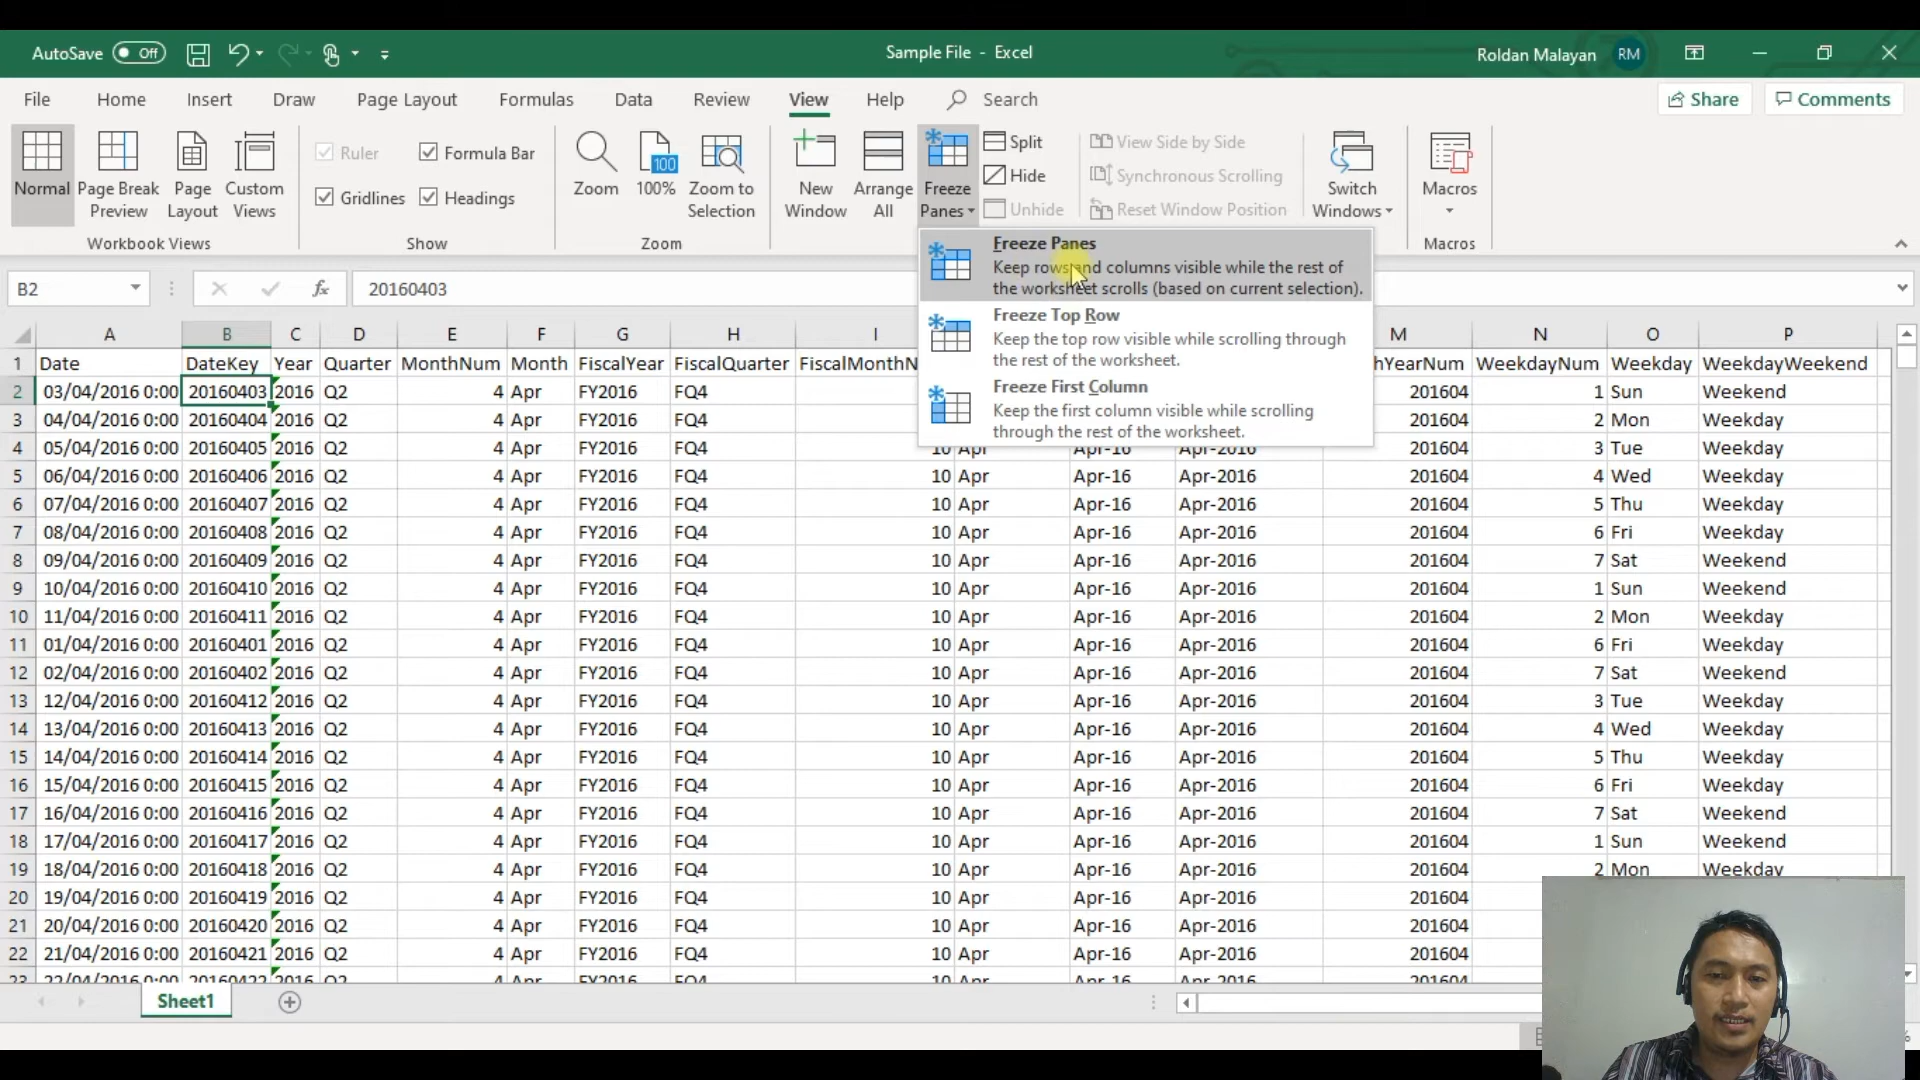 AutoSave Off
Sample File - Excel
Roldan Malayan RM
File Home Insert Draw Page Layout Formulas Data Review View Help Search Share Comments
Normal
Page Break Preview
Page Layout
Custom Views
Workbook Views
Ruler Formula Bar
Gridlines Headings
Show
Zoom
100
100%
Zoom to Selection
Zoom
New Window
Arrange All
Freeze Panes
Split
Hide
Unhide
View Side by Side
Synchronous Scrolling
Reset Window Position
Switch Windows
Macros
Macros
Freeze Panes
Keep rows and columns visible while the rest of
the worksheet scrolls (based on current selection).
Freeze Top Row
Keep the top row visible while scrolling through
the rest of the worksheet.
Freeze First Column
Keep the first column visible while scrolling
through the rest of the worksheet.
B2 fx 20160403
A B C D E F G H I M N O P
1 Date DateKey Year Quarter MonthNum Month FiscalYear FiscalQuarter FiscalMonthN hYearNum WeekdayNum Weekday WeekdayWeekend
2 03/04/2016 0:00 20160403 2016 Q2 4 Apr FY2016 FQ4 201604 1 Sun Weekend
3 04/04/2016 0:00 20160404 2016 Q2 4 Apr FY2016 FQ4 201604 2 Mon Weekday
4 05/04/2016 0:00 20160405 2016 Q2 4 Apr FY2016 FQ4 10 Apr Apr-16 Apr-2016 201604 3 Tue Weekday
5 06/04/2016 0:00 20160406 2016 Q2 4 Apr FY2016 FQ4 10 Apr Apr-16 Apr-2016 201604 4 Wed Weekday
6 07/04/2016 0:00 20160407 2016 Q2 4 Apr FY2016 FQ4 10 Apr Apr-16 Apr-2016 201604 5 Thu Weekday
7 08/04/2016 0:00 20160408 2016 Q2 4 Apr FY2016 FQ4 10 Apr Apr-16 Apr-2016 201604 6 Fri Weekday
8 09/04/2016 0:00 20160409 2016 Q2 4 Apr FY2016 FQ4 10 Apr Apr-16 Apr-2016 201604 7 Sat Weekend
9 10/04/2016 0:00 20160410 2016 Q2 4 Apr FY2016 FQ4 10 Apr Apr-16 Apr-2016 201604 1 Sun Weekend
10 11/04/2016 0:00 20160411 2016 Q2 4 Apr FY2016 FQ4 10 Apr Apr-16 Apr-2016 201604 2 Mon Weekday
11 01/04/2016 0:00 20160401 2016 Q2 4 Apr FY2016 FQ4 10 Apr Apr-16 Apr-2016 201604 6 Fri Weekday
12 02/04/2016 0:00 20160402 2016 Q2 4 Apr FY2016 FQ4 10 Apr Apr-16 Apr-2016 201604 7 Sat Weekend
13 12/04/2016 0:00 20160412 2016 Q2 4 Apr FY2016 FQ4 10 Apr Apr-16 Apr-2016 201604 3 Tue Weekday
14 13/04/2016 0:00 20160413 2016 Q2 4 Apr FY2016 FQ4 10 Apr Apr-16 Apr-2016 201604 4 Wed Weekday
15 14/04/2016 0:00 20160414 2016 Q2 4 Apr FY2016 FQ4 10 Apr Apr-16 Apr-2016 201604 5 Thu Weekday
16 15/04/2016 0:00 20160415 2016 Q2 4 Apr FY2016 FQ4 10 Apr Apr-16 Apr-2016 201604 6 Fri Weekday
17 16/04/2016 0:00 20160416 2016 Q2 4 Apr FY2016 FQ4 10 Apr Apr-16 Apr-2016 201604 7 Sat Weekend
18 17/04/2016 0:00 20160417 2016 Q2 4 Apr FY2016 FQ4 10 Apr Apr-16 Apr-2016 201604 1 Sun Weekend
19 18/04/2016 0:00 20160418 2016 Q2 4 Apr FY2016 FQ4 10 Apr Apr-16 Apr-2016 201604 2 Mon Weekday
20 19/04/2016 0:00 20160419 2016 Q2 4 Apr FY2016 FQ4 10 Apr Apr-16 Apr-2016 201604
21 20/04/2016 0:00 20160420 2016 Q2 4 Apr FY2016 FQ4 10 Apr Apr-16 Apr-2016 201604
22 21/04/2016 0:00 20160421 2016 Q2 4 Apr FY2016 FQ4 10 Apr Apr-16 Apr-2016 201604
23 22/04/2016 0:00 20160422 2016 Q2 4 Apr FY2016 FQ4 10 Apr Apr-16 Apr-2016 201604
Sheet1